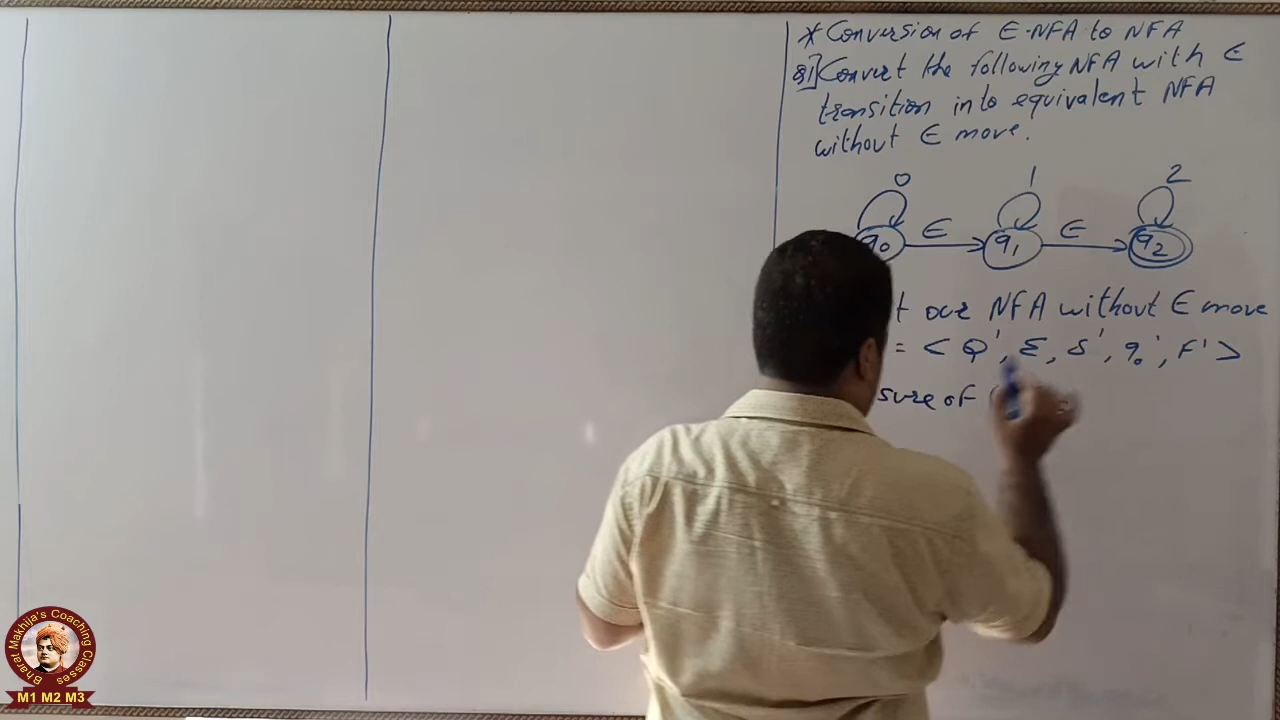 * Conversion of ∈-NFA to NFA
Q1] Convert the following NFA with ∈
transition into equivalent NFA
without ∈ move.
0 1 2
q0 ∈ q1 ∈ q2
our NFA without ∈ move
= < Q', Σ, δ', q0', F' >
sure of
Bharat Makhija's Coaching Classes
M1 M2 M3